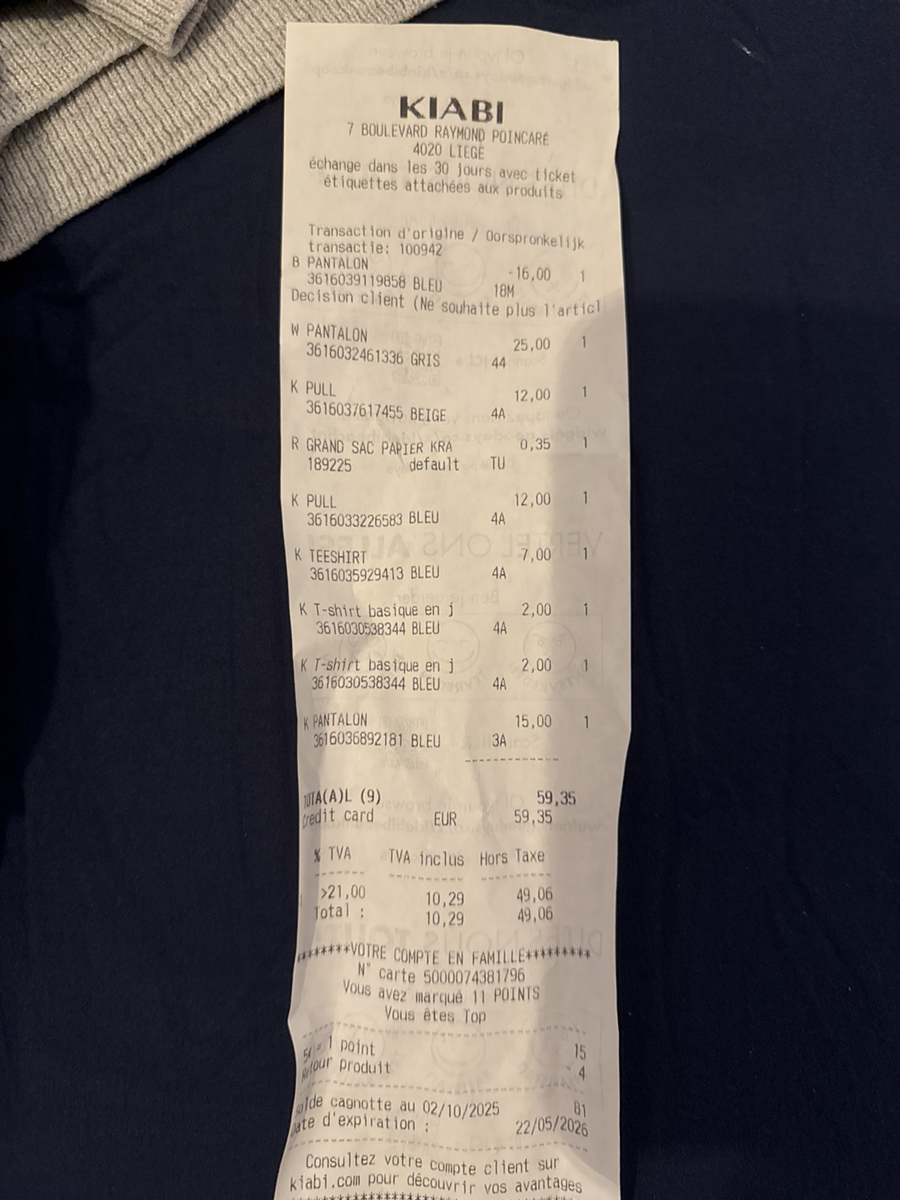 KIABI
7 BOULEVARD RAYMOND POINCARÉ
4020 LIEGE
échange dans les 30 jours avec ticket
étiquettes attachées aux produits
Transaction d'origine / Oorspronkelijk
transactie: 100942
B PANTALON -16,00 1
3616039119858 BLEU 18M
Decision client (Ne souhaite plus l'articl
W PANTALON 25,00 1
3616032461336 GRIS 44
K PULL 12,00 1
3616037617455 BEIGE 4A
R GRAND SAC PAPIER KRA 0,35 1
189225 default TU
K PULL 12,00 1
3616033226583 BLEU 4A
K TEESHIRT 7,00 1
3616035929413 BLEU 4A
K T-shirt basique en j 2,00 1
3616030538344 BLEU 4A
K T-shirt basique en j 2,00 1
3616030538344 BLEU 4A
K PANTALON 15,00 1
3616036892181 BLEU 3A
TOTA(A)L (9) 59,35
Credit card EUR 59,35
% TVA TVA inclus Hors Taxe
>21,00 10,29 49,06
Total : 10,29 49,06
********VOTRE COMPTE EN FAMILLE*********
N° carte 5000074381796
Vous avez marqué 11 POINTS
Vous êtes Top
5€ = 1 point 15
Retour produit - 4
Solde cagnotte au 02/10/2025 81
Date d'expiration : 22/05/2026
Consultez votre compte client sur
kiabi.com pour découvrir vos avantages